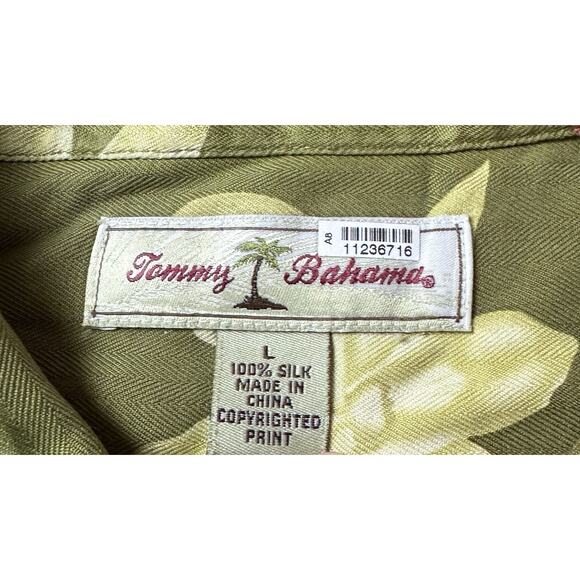 A8
11236716
Tommy Bahama®
L
100% SILK
MADE IN
CHINA
COPYRIGHTED
PRINT